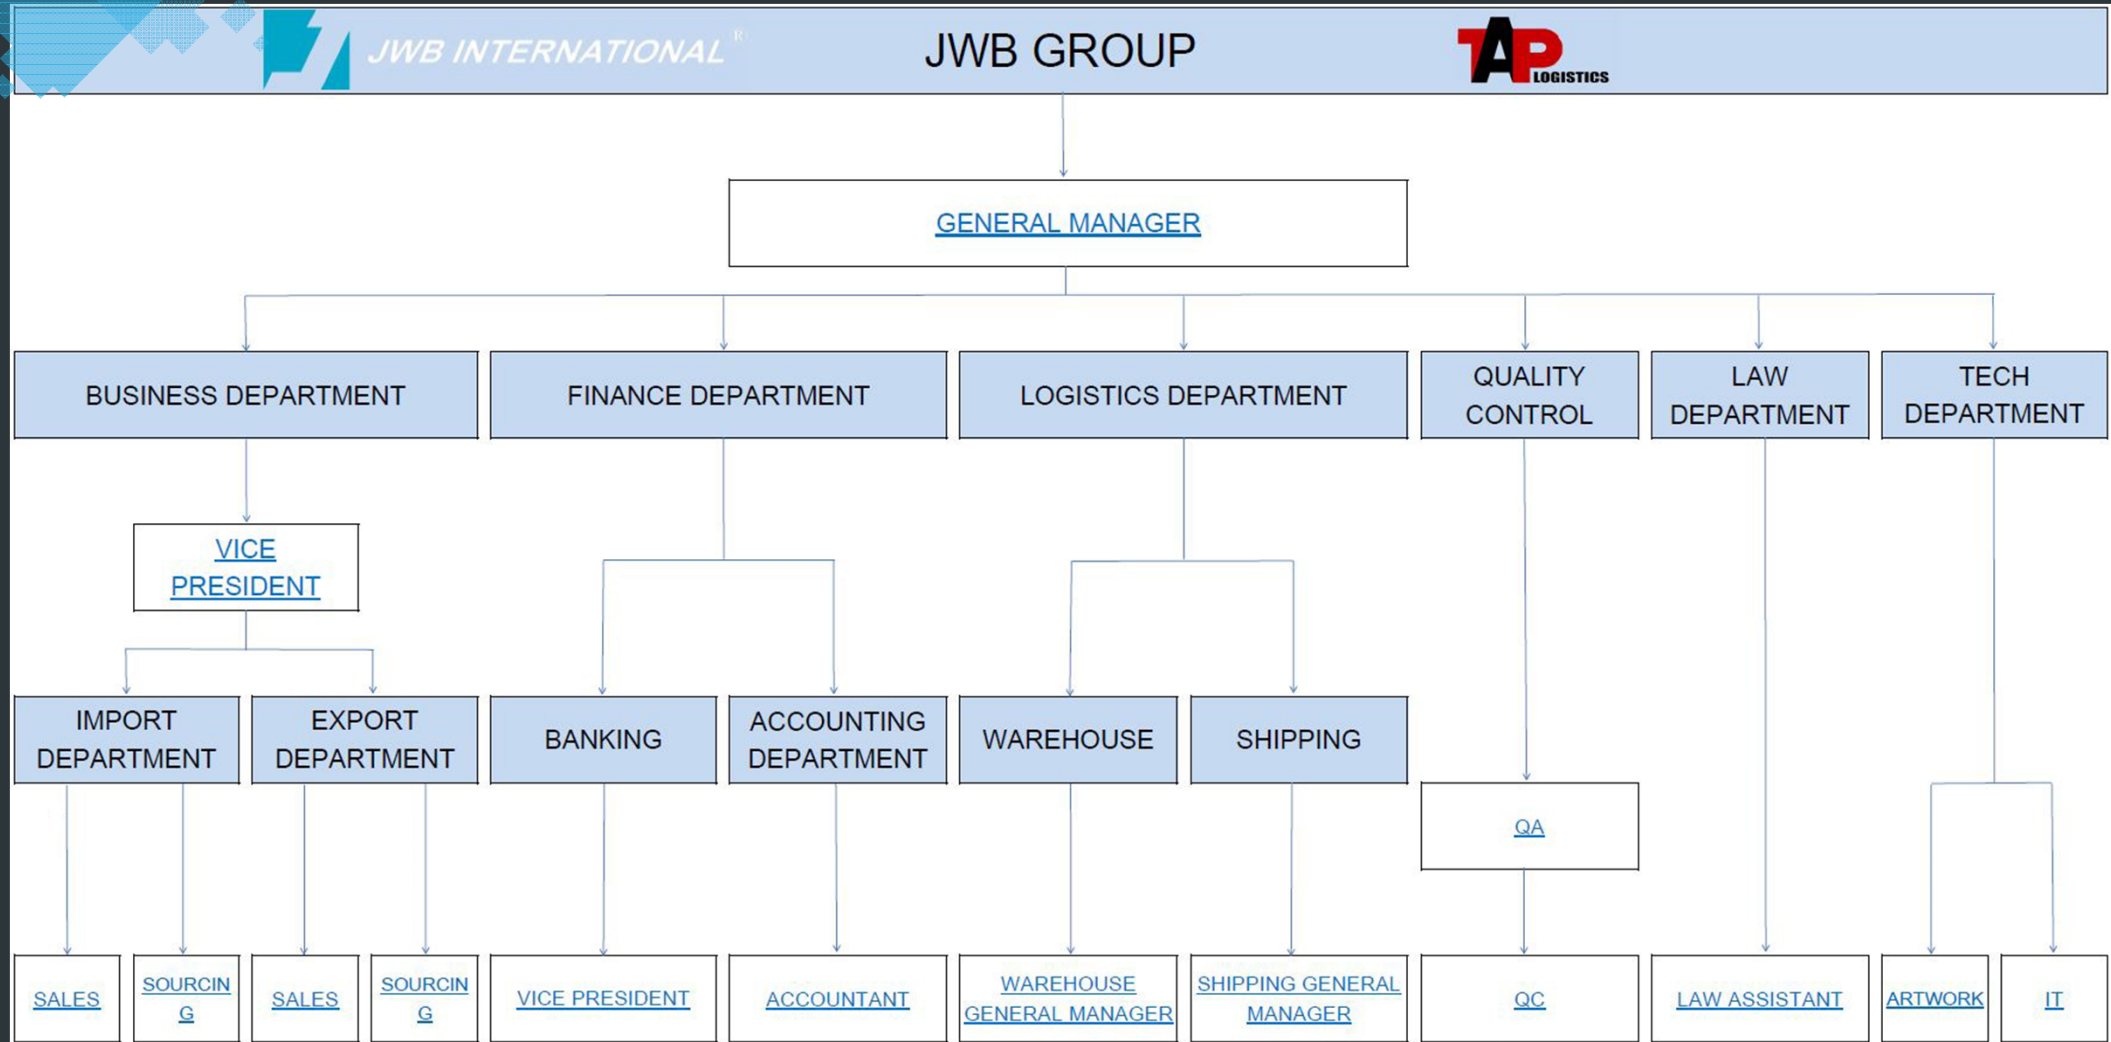 JWB INTERNATIONAL
R
JWB GROUP
TAP
LOGISTICS
GENERAL MANAGER
BUSINESS DEPARTMENT
FINANCE DEPARTMENT
LOGISTICS DEPARTMENT
QUALITY
CONTROL
LAW
DEPARTMENT
TECH
DEPARTMENT
VICE
PRESIDENT
IMPORT
DEPARTMENT
EXPORT
DEPARTMENT
BANKING
ACCOUNTING
DEPARTMENT
WAREHOUSE
SHIPPING
QA
SALES
SOURCIN
G
SALES
SOURCIN
G
VICE PRESIDENT
ACCOUNTANT
WAREHOUSE
GENERAL MANAGER
SHIPPING GENERAL
MANAGER
QC
LAW ASSISTANT
ARTWORK
IT